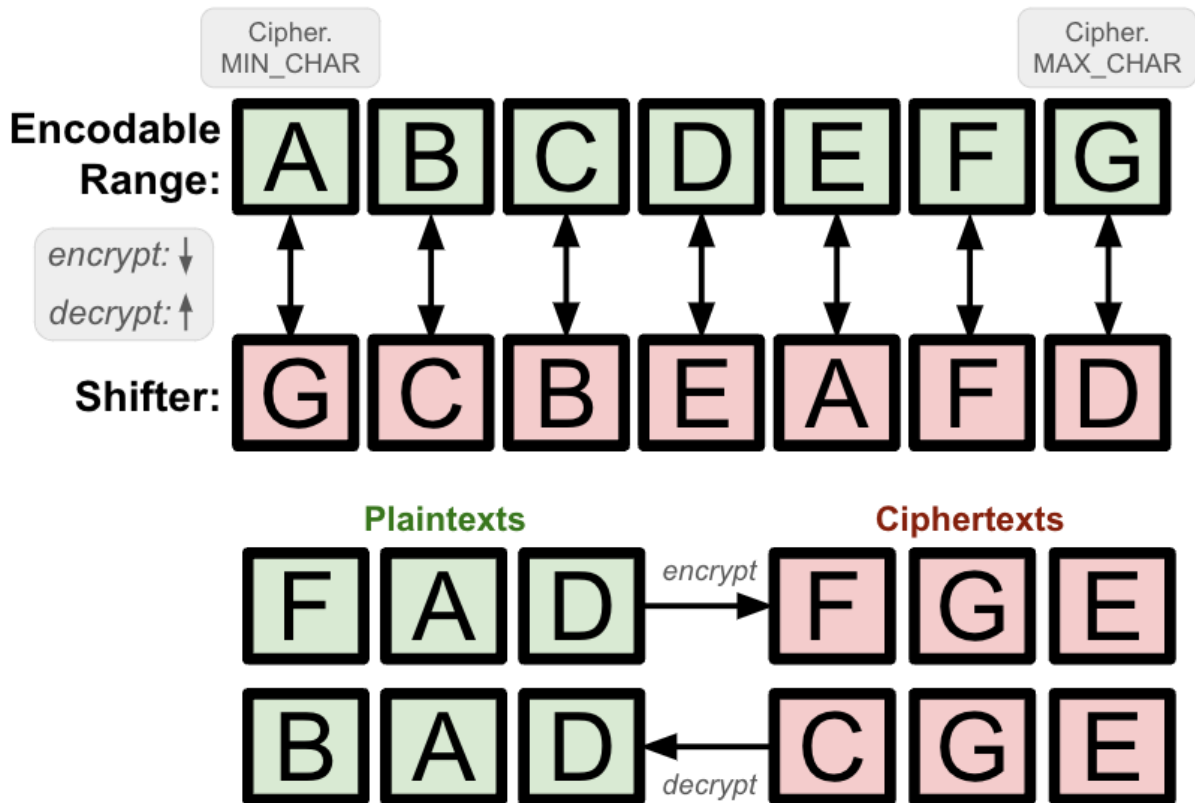 Cipher.
MIN_CHAR
Cipher.
MAX_CHAR
Encodable
Range:
A B C D E F G
encrypt: ↓
decrypt: ↑
Shifter:
G C B E A F D
Plaintexts
Ciphertexts
F A D encrypt F G E
B A D decrypt C G E